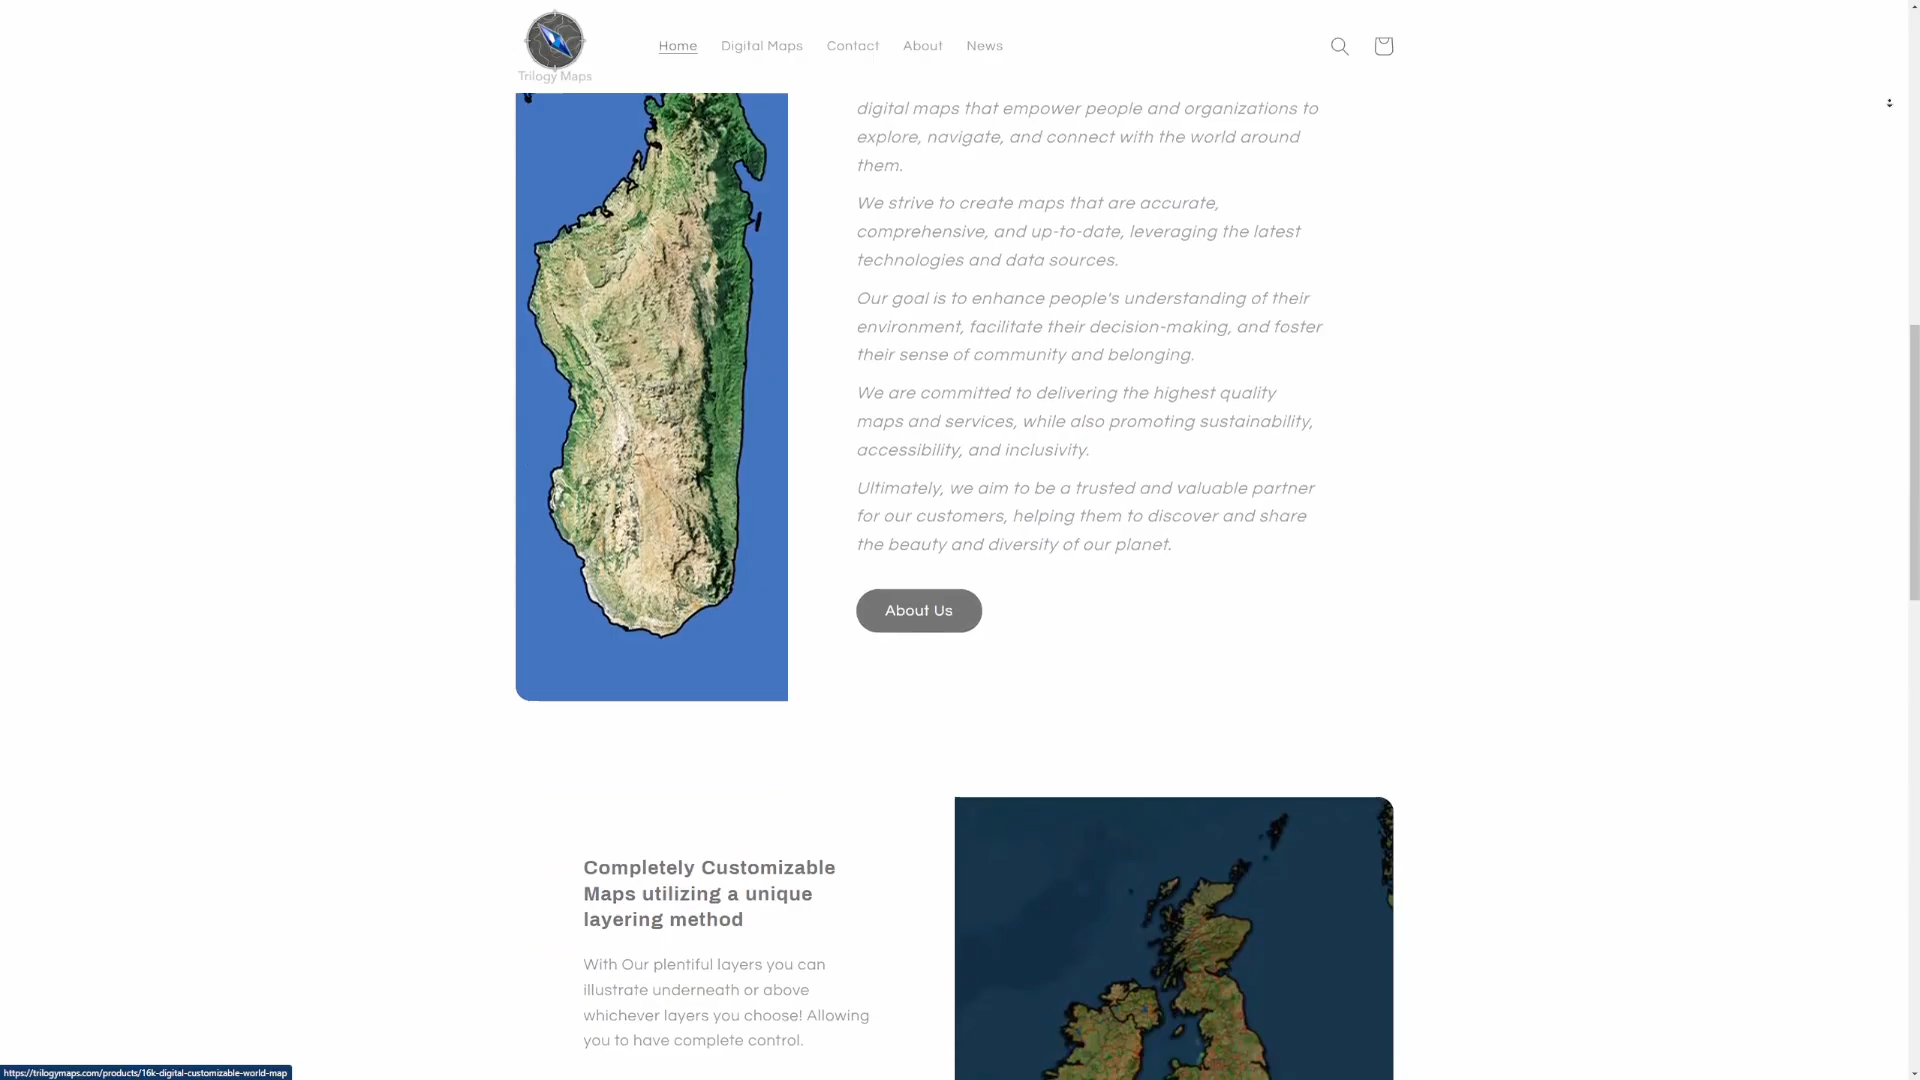 Trilogy Maps
Home Digital Maps Contact About News
digital maps that empower people and organizations to
explore, navigate, and connect with the world around
them.
We strive to create maps that are accurate,
comprehensive, and up-to-date, leveraging the latest
technologies and data sources.
Our goal is to enhance people's understanding of their
environment, facilitate their decision-making, and foster
their sense of community and belonging.
We are committed to delivering the highest quality
maps and services, while also promoting sustainability,
accessibility, and inclusivity.
Ultimately, we aim to be a trusted and valuable partner
for our customers, helping them to discover and share
the beauty and diversity of our planet.
About Us
Completely Customizable
Maps utilizing a unique
layering method
With Our plentiful layers you can
illustrate underneath or above
whichever layers you choose! Allowing
you to have complete control.
https://trilogymaps.com/products/16k-digital-customizable-world-map